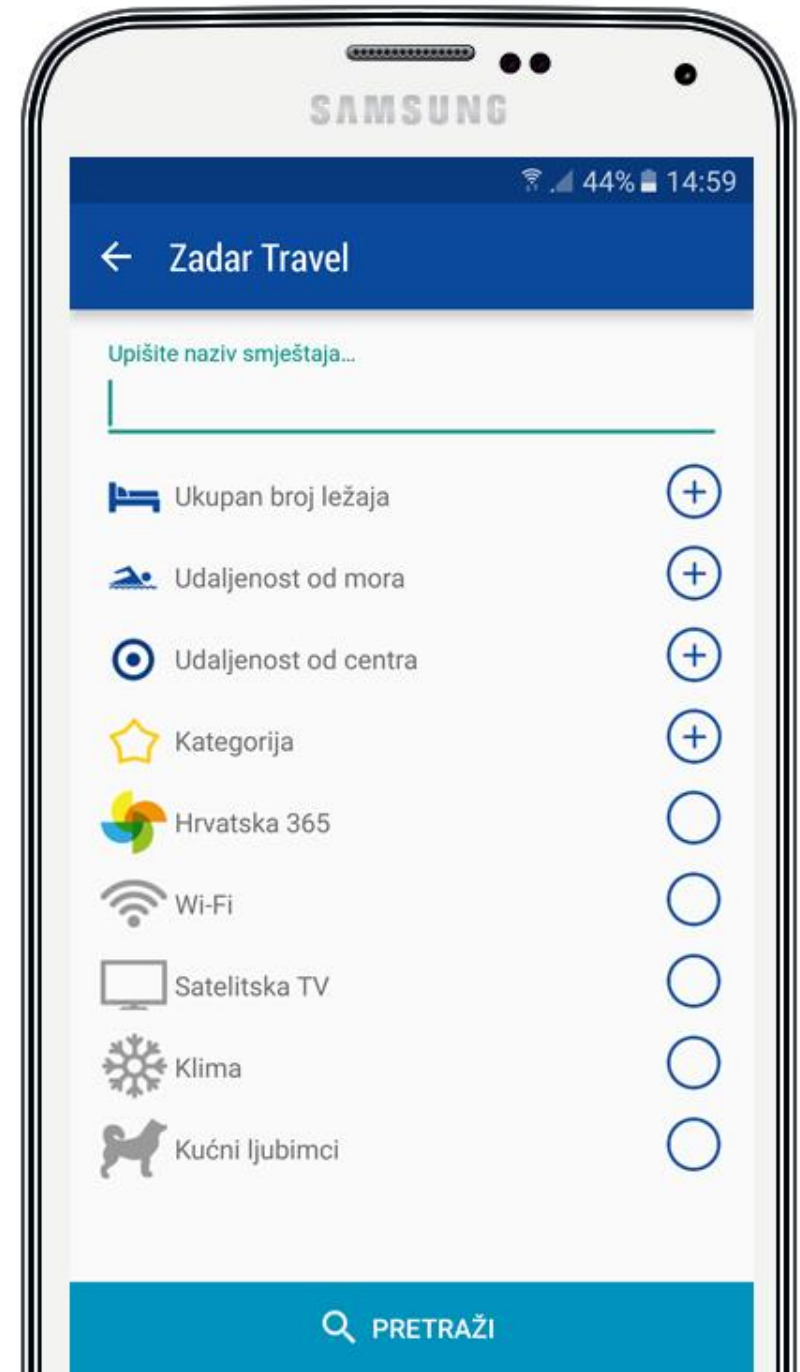 SAMSUNG
44% 14:59
Zadar Travel
Upišite naziv smještaja...
Ukupan broj ležaja
Udaljenost od mora
Udaljenost od centra
Kategorija
Hrvatska 365
Wi-Fi
Satelitska TV
Klima
Kućni ljubimci
PRETRAŽI